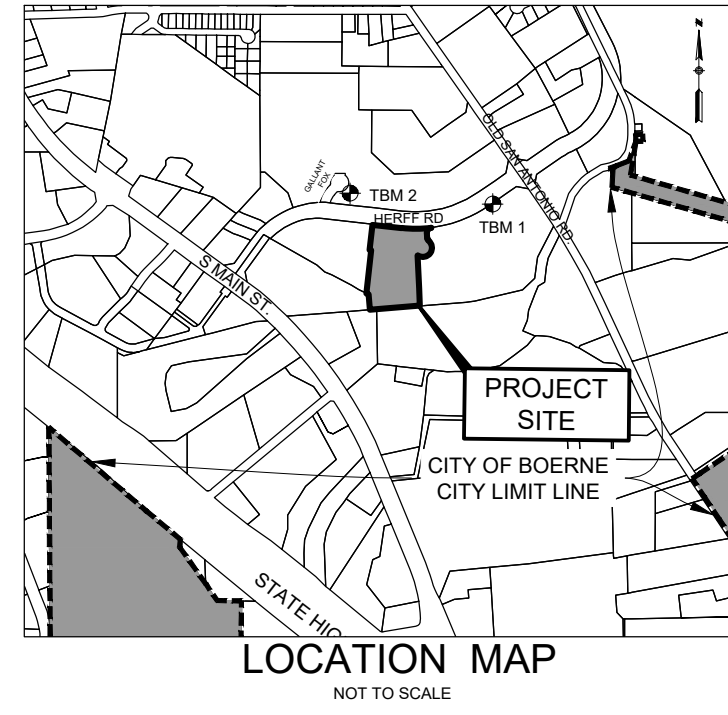 N
OLD SAN ANTONIO RD.
GALLANT
FOX
TBM 2
TBM 1
HERFF RD
S MAIN ST.
PROJECT
SITE
CITY OF BOERNE
CITY LIMIT LINE
STATE HIG
LOCATION MAP
NOT TO SCALE